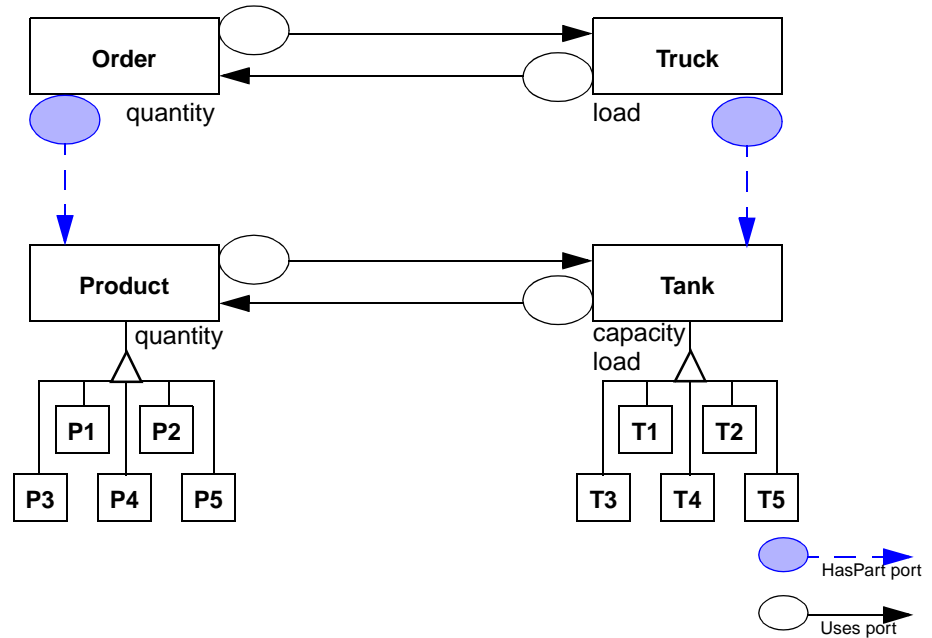 Order
Truck
quantity
load
Product
Tank
quantity
capacity
load
P1
P2
T1
T2
P3
P4
P5
T3
T4
T5
HasPart port
Uses port